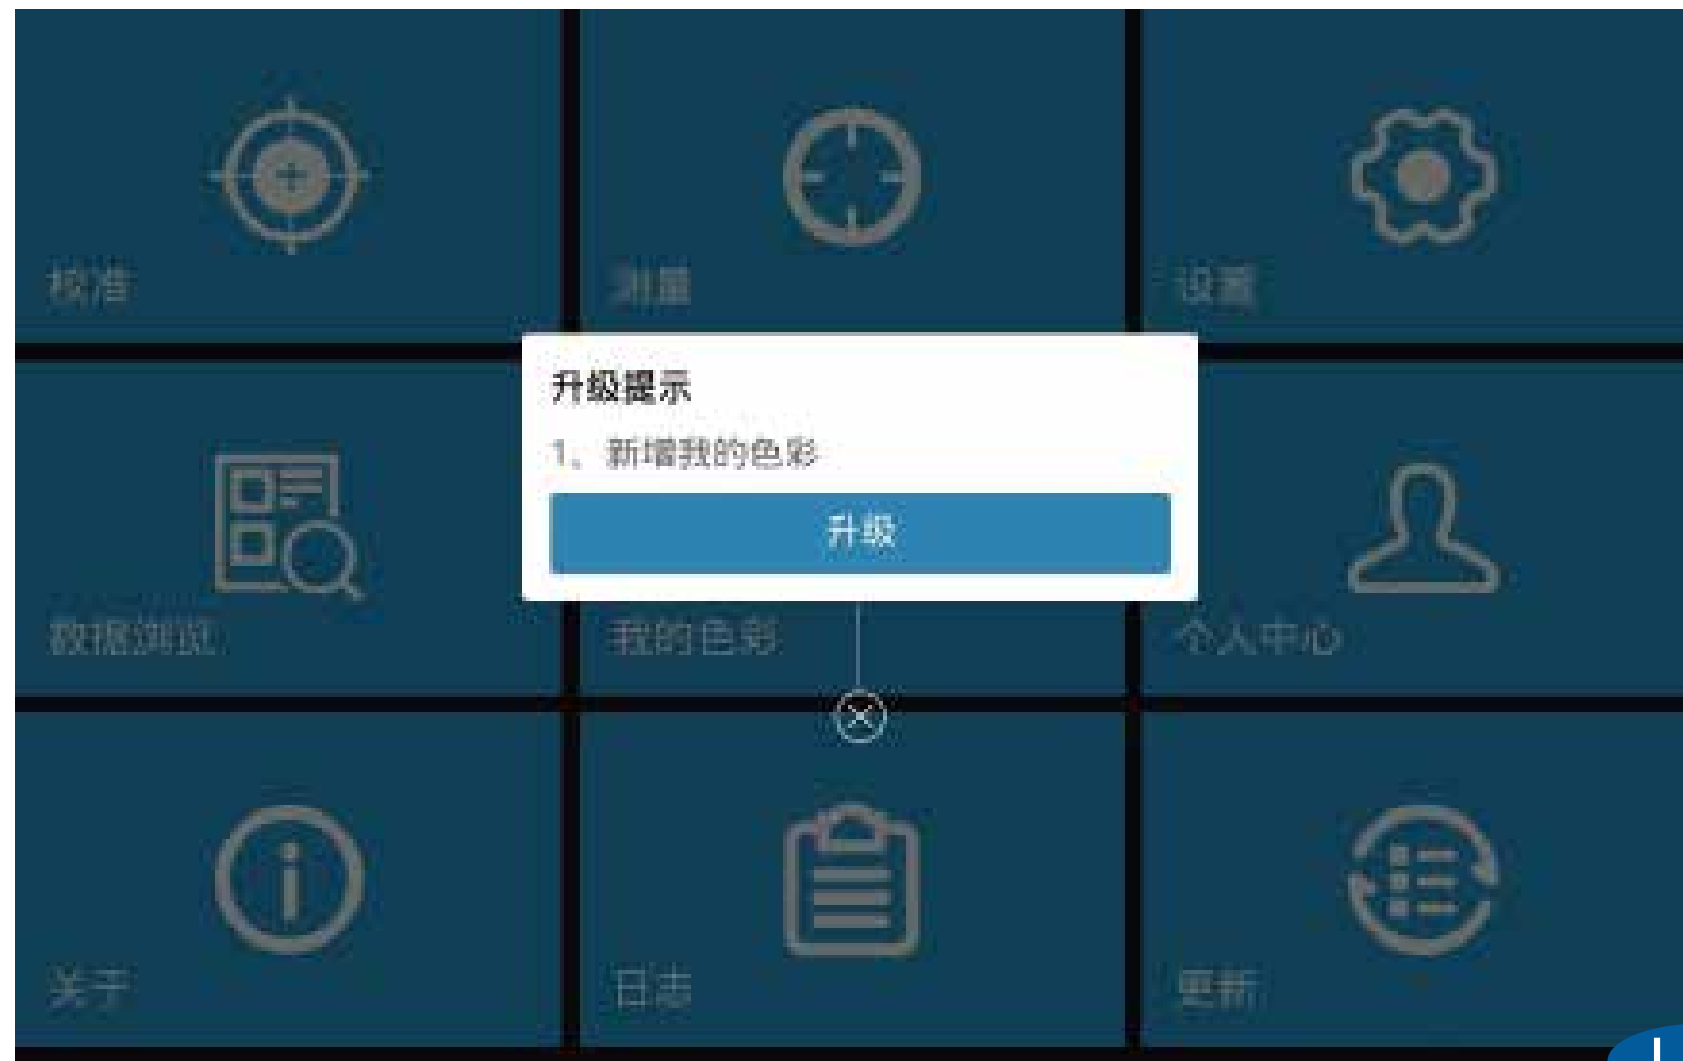 校准
测量
设置
升级提示
1、新增我的色彩
升级
数据浏览
我的色彩
个人中心
关于
日志
更新